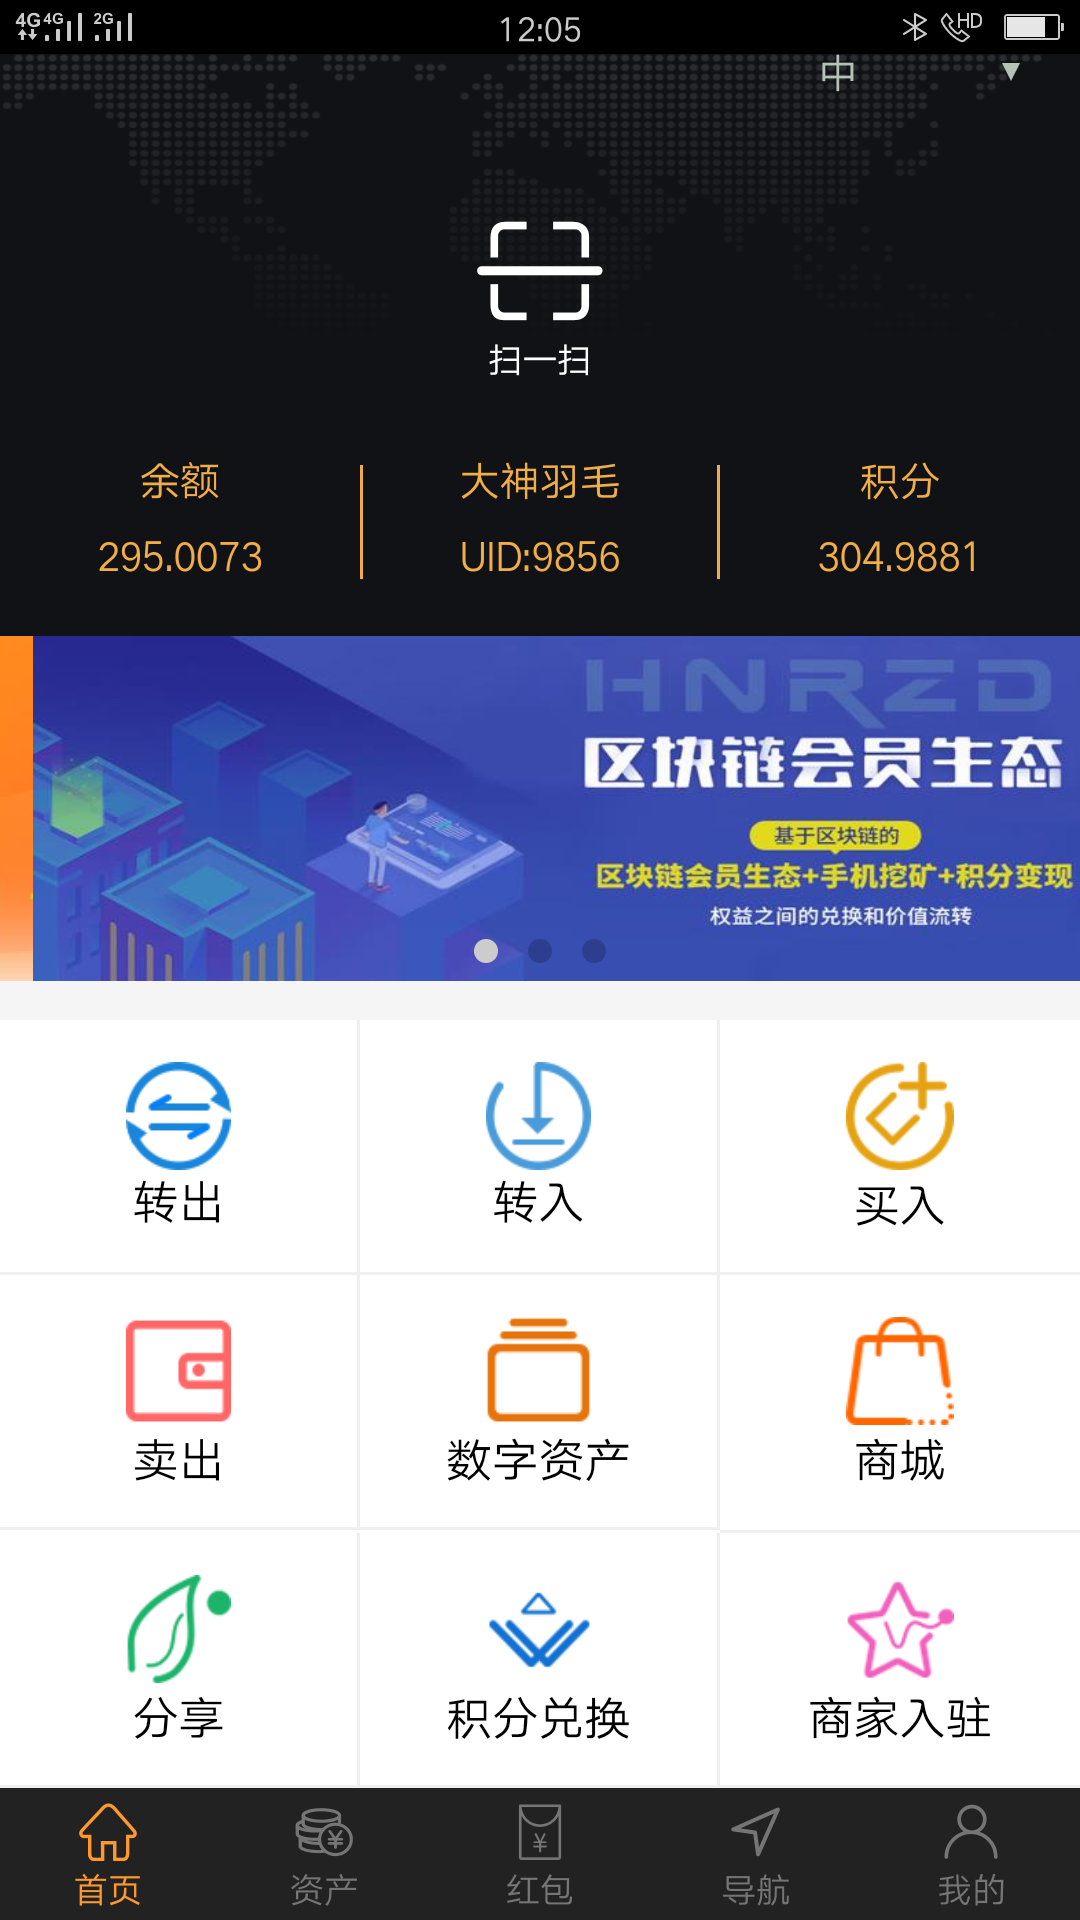 4G 4G 2G 12:05 HD
中 ▼
扫一扫
余额 大神羽毛 积分
295.0073 UID:9856 304.9881
HNRZD
区块链会员生态
基于区块链的
区块链会员生态+手机挖矿+积分变现
权益之间的兑换和价值流转
转出 转入 买入
卖出 数字资产 商城
分享 积分兑换 商家入驻
首页 资产 红包 导航 我的